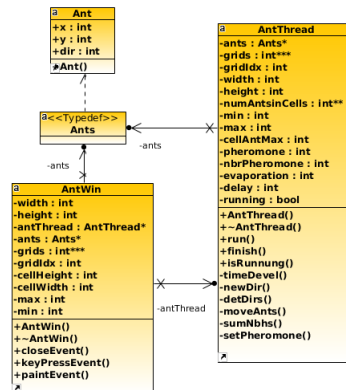 a
Ant
+x : int
+y : int
+dir : int
+Ant()
a
<<Typedef>>
Ants
-ants
-ants
a
AntWin
-width : int
-height : int
-antThread : AntThread*
-ants : Ants*
-grids : int***
-gridIdx : int
-cellHeight : int
-cellWidth : int
-max : int
-min : int
+AntWin()
+~AntWin()
+closeEvent()
+keyPressEvent()
+paintEvent()
-antThread
a
AntThread
-ants : Ants*
-grids : int***
-gridIdx : int
-width : int
-height : int
-numAntsinCells : int**
-min : int
-max : int
-cellAntMax : int
-pheromone : int
-nbrPheromone : int
-evaporation : int
-delay : int
-running : bool
+AntThread()
+~AntThread()
+run()
+finish()
+isRunnung()
-timeDevel()
-newDir()
-detDirs()
-moveAnts()
-sumNbhs()
-setPheromone()